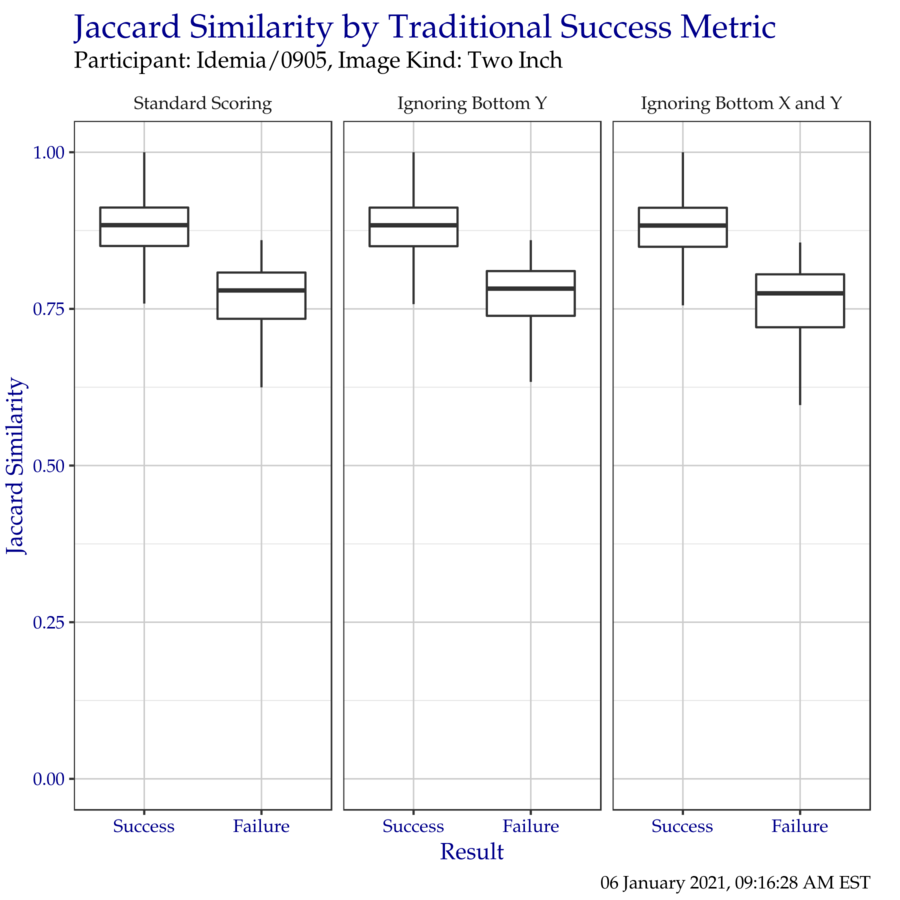 Jaccard Similarity by Traditional Success Metric
Participant: Idemia/0905, Image Kind: Two Inch
Standard Scoring
Ignoring Bottom Y
Ignoring Bottom X and Y
Jaccard Similarity
1.00
0.75
0.50
0.25
0.00
Success
Failure
Success
Failure
Success
Failure
Result
06 January 2021, 09:16:28 AM EST